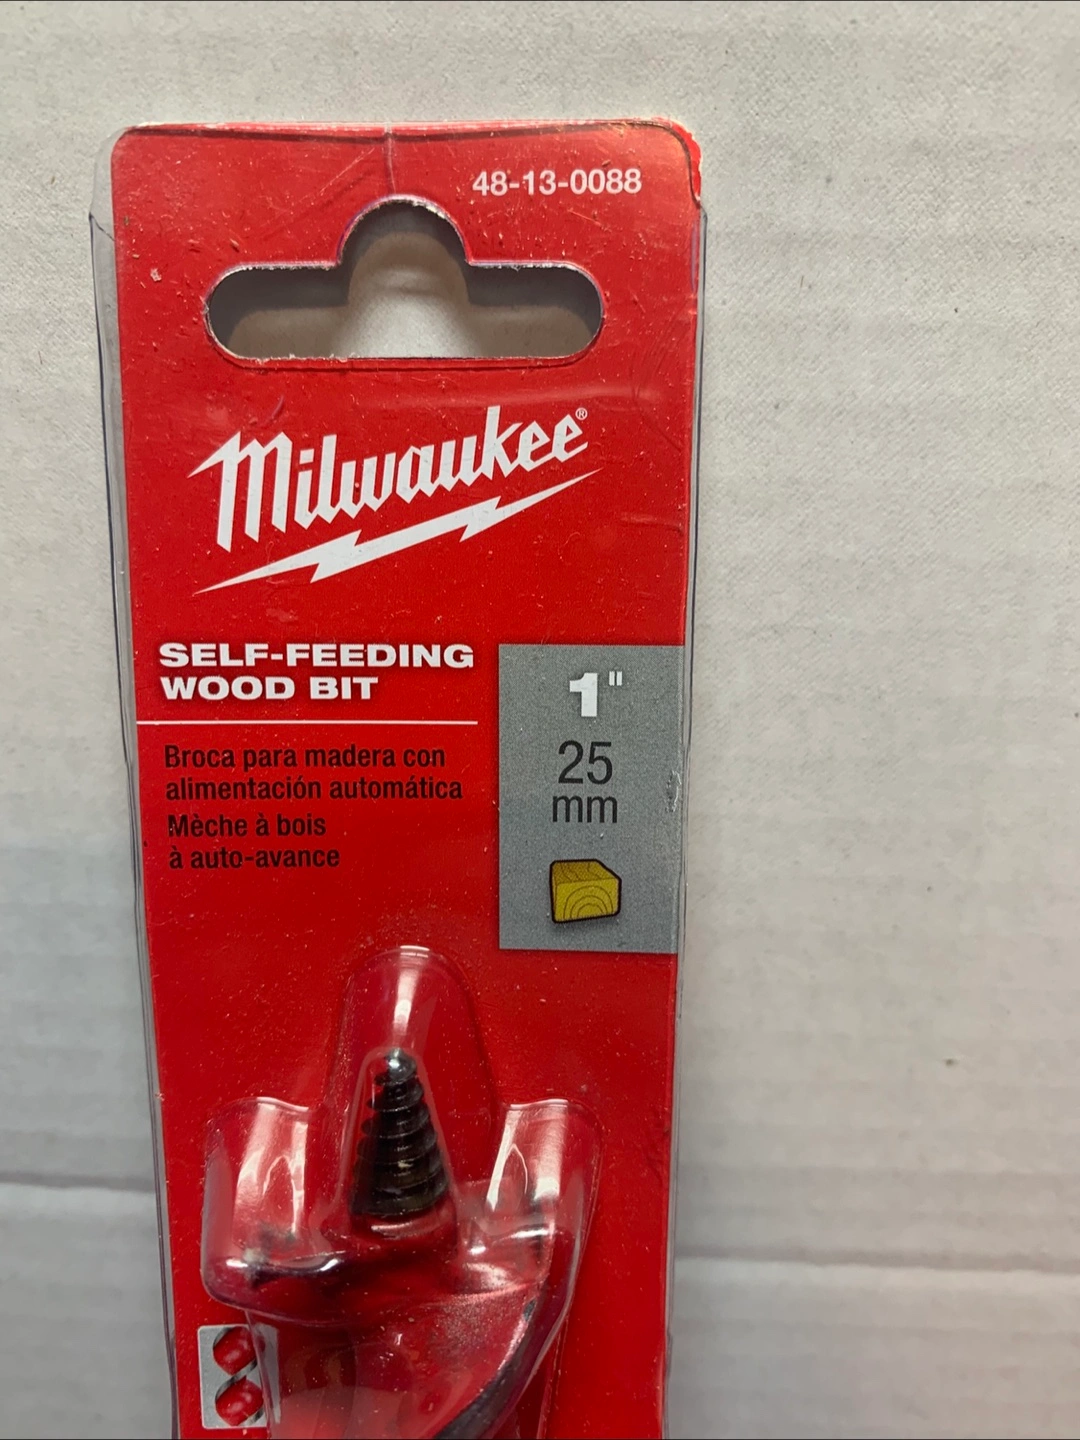 48-13-0088
Milwaukee®
SELF-FEEDING
WOOD BIT
Broca para madera con
alimentación automática
Mèche à bois
à auto-avance
1"
25
mm